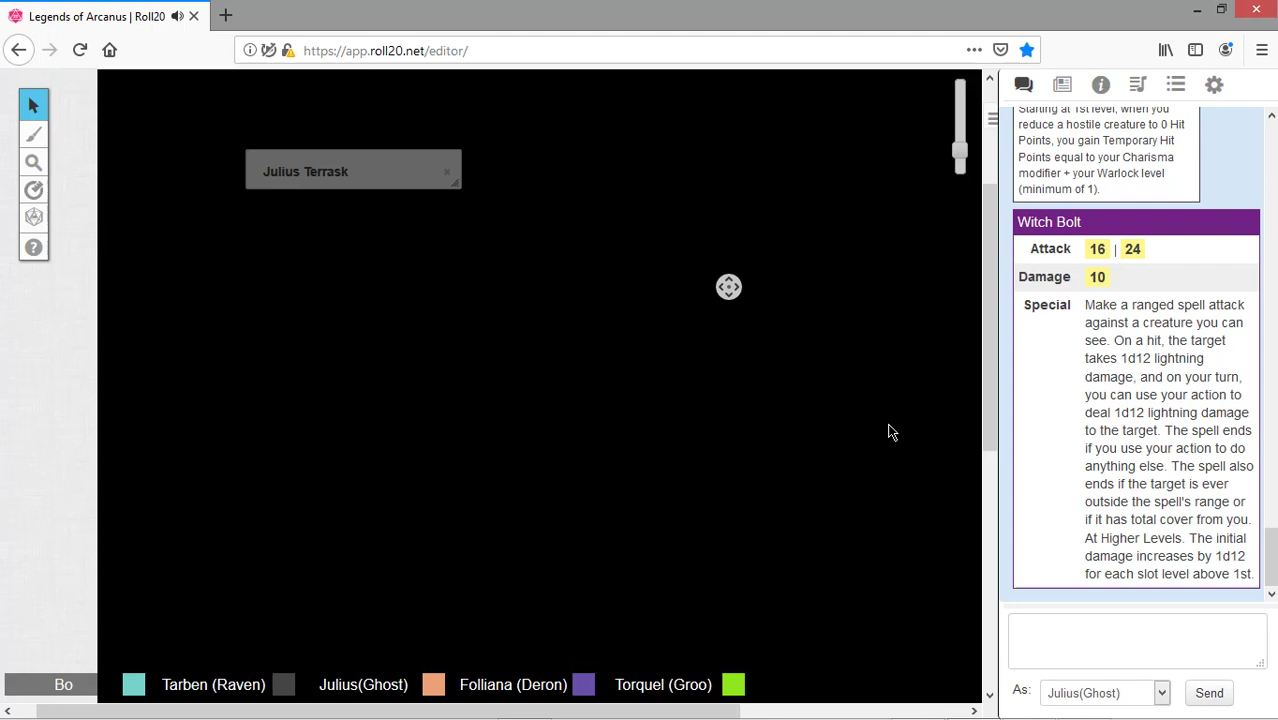 Legends of Arcanus | Roll20
https://app.roll20.net/editor/
Julius Terrask
Starting at 1st level, when you
reduce a hostile creature to 0 Hit
Points, you gain Temporary Hit
Points equal to your Charisma
modifier + your Warlock level
(minimum of 1).
Witch Bolt
Attack 16 | 24
Damage 10
Special Make a ranged spell attack
against a creature you can
see. On a hit, the target
takes 1d12 lightning
damage, and on your turn,
you can use your action to
deal 1d12 lightning damage
to the target. The spell ends
if you use your action to do
anything else. The spell also
ends if the target is ever
outside the spell's range or
if it has total cover from you.
At Higher Levels. The initial
damage increases by 1d12
for each slot level above 1st.
As: Julius(Ghost) Send
Bo Tarben (Raven) Julius(Ghost) Folliana (Deron) Torquel (Groo)